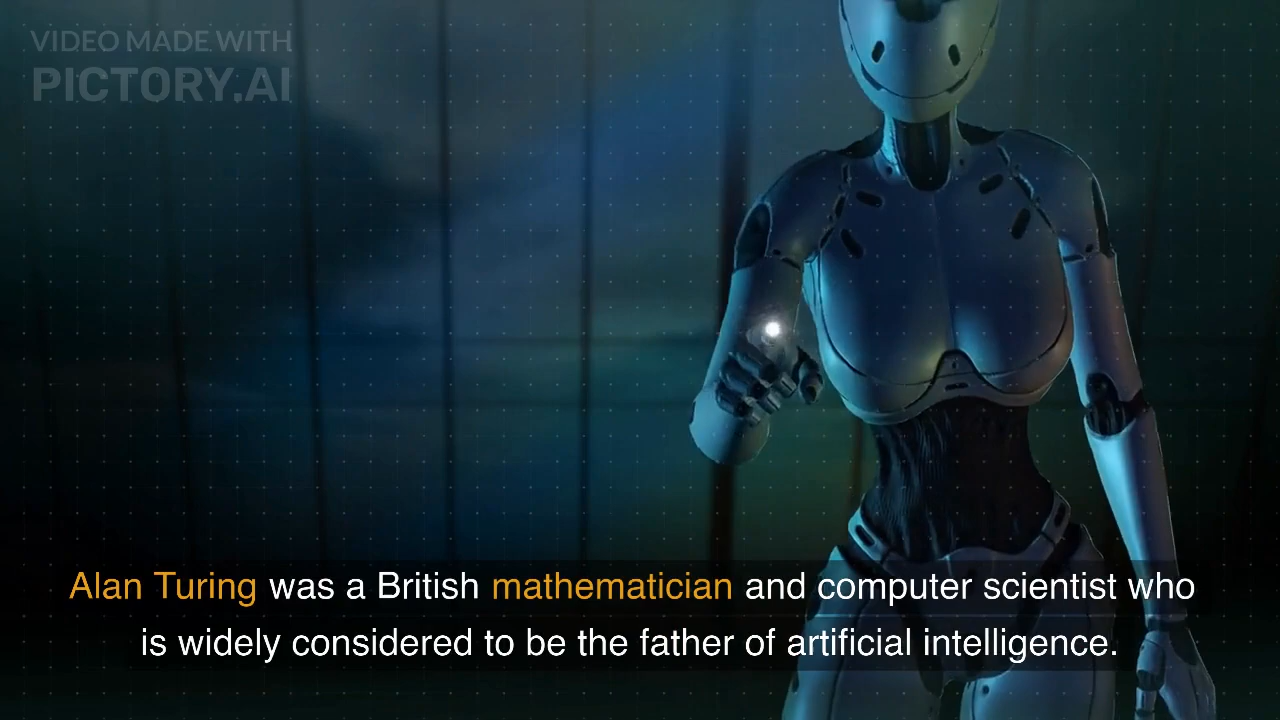 VIDEO MADE WITH
PICTORY.AI
Alan Turing was a British mathematician and computer scientist who
is widely considered to be the father of artificial intelligence.